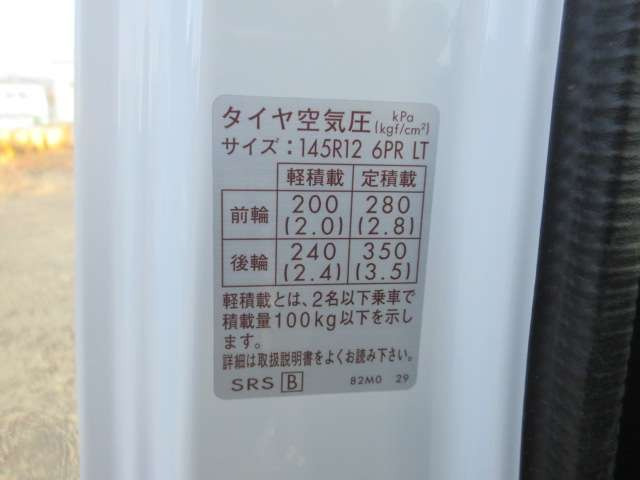 タイヤ空気圧 kPa (kgf/cm²)
サイズ：145R12 6PR LT
軽積載 定積載
前輪 200 (2.0) 280 (2.8)
後輪 240 (2.4) 350 (3.5)
軽積載とは、2名以下乗車で
積載量100kg以下を示し
ます。
詳細は取扱説明書をよくお読み下さい。
SRS B 82M0 29